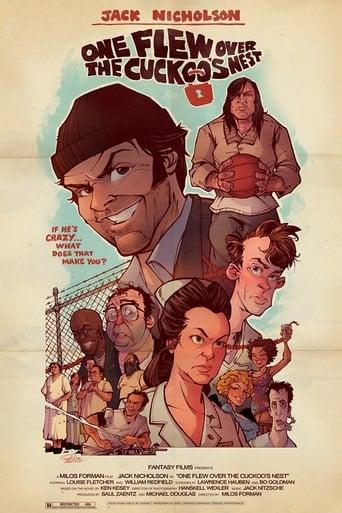 JACK NICHOLSON
ONE FLEW OVER
THE CUCKOO'S NEST
IF HE'S
CRAZY...
WHAT
DOES THAT
MAKE YOU?
FANTASY FILMS PRESENTS
A MILOS FORMAN FILM JACK NICHOLSON IN "ONE FLEW OVER THE CUCKOO'S NEST"
STARRING LOUISE FLETCHER AND WILLIAM REDFIELD SCREENPLAY LAWRENCE HAUBEN AND BO GOLDMAN
BASED ON THE NOVEL BY KEN KESEY DIRECTOR OF PHOTOGRAPHY HASKELL WEXLER MUSIC JACK NITZSCHE
PRODUCED BY SAUL ZAENTZ AND MICHAEL DOUGLAS DIRECTED BY MILOS FORMAN
R RESTRICTED